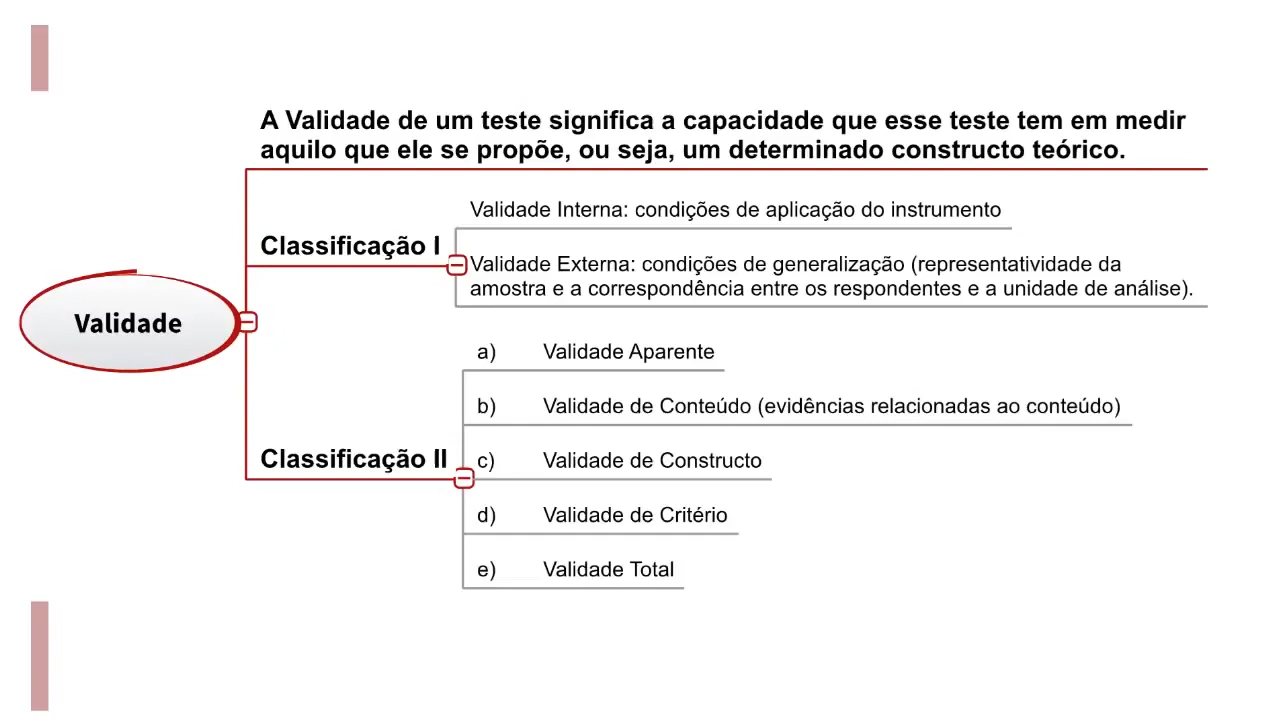 A Validade de um teste significa a capacidade que esse teste tem em medir
aquilo que ele se propõe, ou seja, um determinado constructo teórico.
Validade Interna: condições de aplicação do instrumento
Classificação I
Validade Externa: condições de generalização (representatividade da
amostra e a correspondência entre os respondentes e a unidade de análise).
Validade
a) Validade Aparente
b) Validade de Conteúdo (evidências relacionadas ao conteúdo)
Classificação II
c) Validade de Constructo
d) Validade de Critério
e) Validade Total